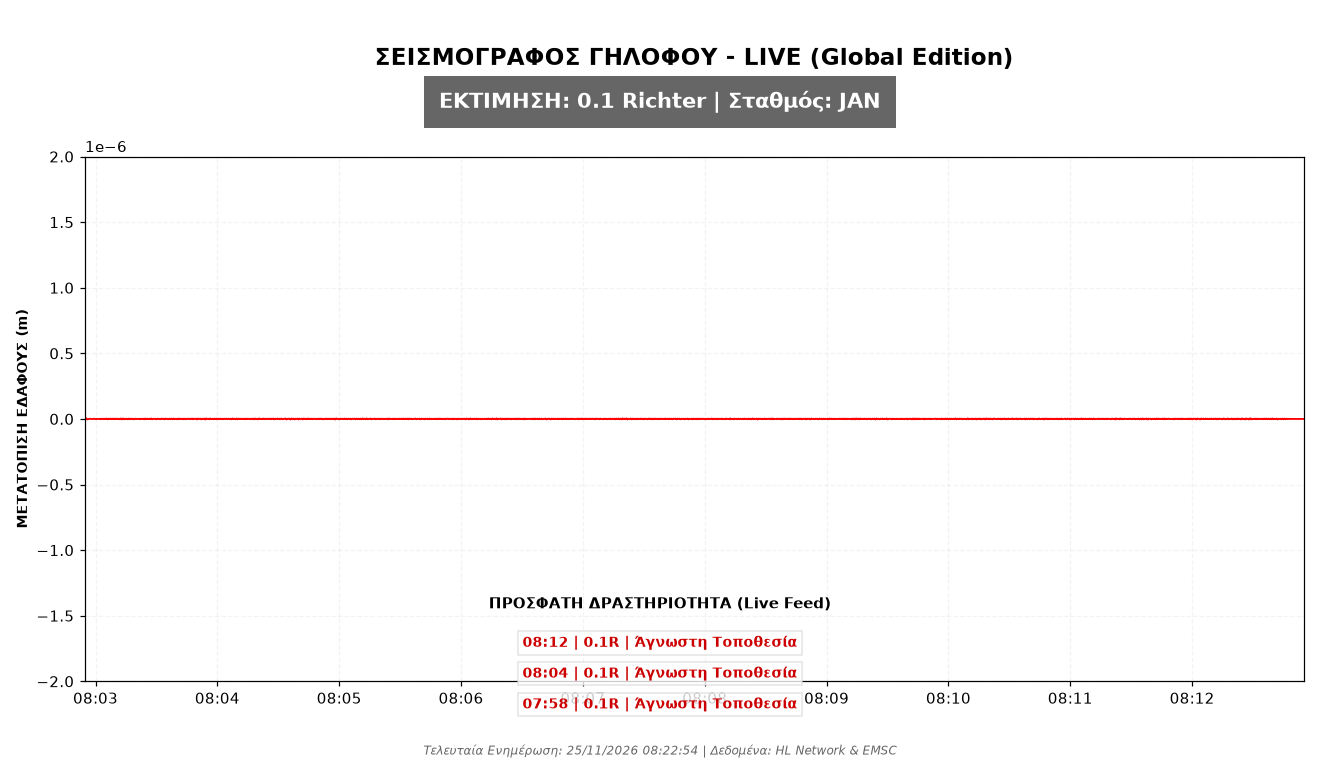 ΣΕΙΣΜΟΓΡΑΦΟΣ ΓΗΛΟΦΟΥ - LIVE (Global Edition)
ΕΚΤΙΜΗΣΗ: 0.1 Richter | Σταθμός: JAN
1e−6
2.0
1.5
1.0
0.5
0.0
−0.5
−1.0
−1.5
−2.0
ΜΕΤΑΤΟΠΙΣΗ ΕΔΑΦΟΥΣ (m)
ΠΡΟΣΦΑΤΗ ΔΡΑΣΤΗΡΙΟΤΗΤΑ (Live Feed)
08:12 | 0.1R | Άγνωστη Τοποθεσία
08:04 | 0.1R | Άγνωστη Τοποθεσία
07:58 | 0.1R | Άγνωστη Τοποθεσία
08:03 08:04 08:05 08:06 08:07 08:08 08:09 08:10 08:11 08:12
Τελευταία Ενημέρωση: 25/11/2026 08:22:54 | Δεδομένα: HL Network & EMSC